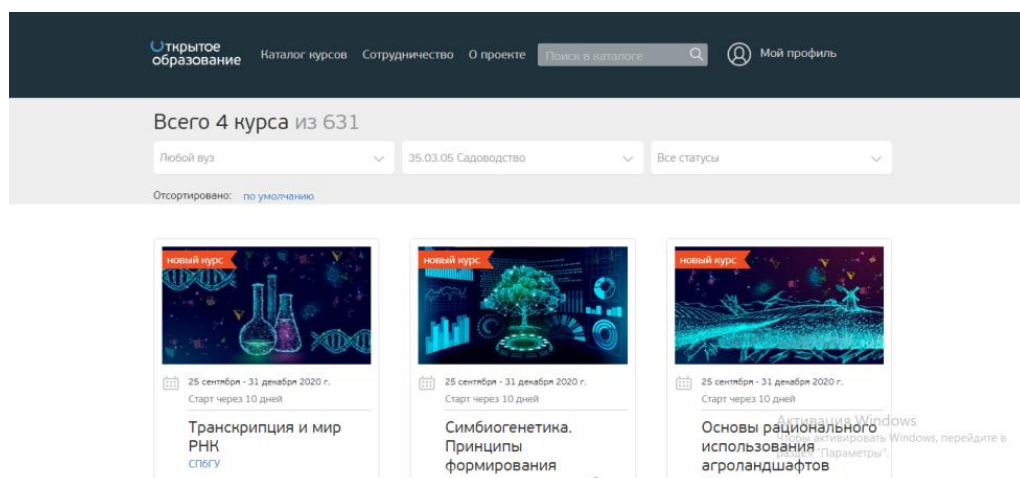 Открытое
образование
Каталог курсов Сотрудничество О проекте Поиск в каталоге Мой профиль
Всего 4 курса из 631
Любой вуз 35.03.05 Садоводство Все статусы
Отсортировано: по умолчанию
новый курс новый курс новый курс
25 сентября - 31 декабря 2020 г. 25 сентября - 31 декабря 2020 г. 25 сентября - 31 декабря 2020 г.
Старт через 10 дней Старт через 10 дней Старт через 10 дней
Транскрипция и мир
РНК
СПбГУ
Симбиогенетика.
Принципы
формирования
Основы рационального
использования
агроландшафтов
Активация Windows
Чтобы активировать Windows, перейдите в
раздел "Параметры".